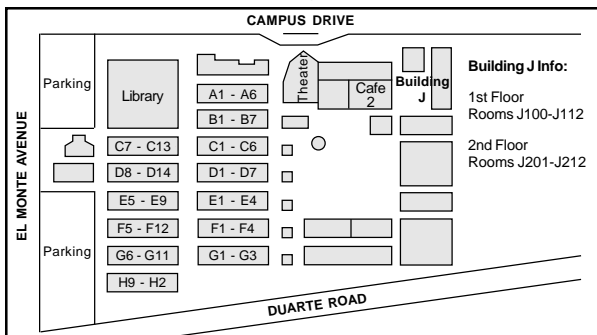 CAMPUS DRIVE
EL MONTE AVENUE
Parking
Library
A1 - A6
B1 - B7
Theater
Cafe
2
Building
J
Building J Info:
1st Floor
Rooms J100-J112
2nd Floor
Rooms J201-J212
C7 - C13
C1 - C6
D8 - D14
D1 - D7
E5 - E9
E1 - E4
F5 - F12
F1 - F4
Parking
G6 - G11
G1 - G3
H9 - H2
DUARTE ROAD